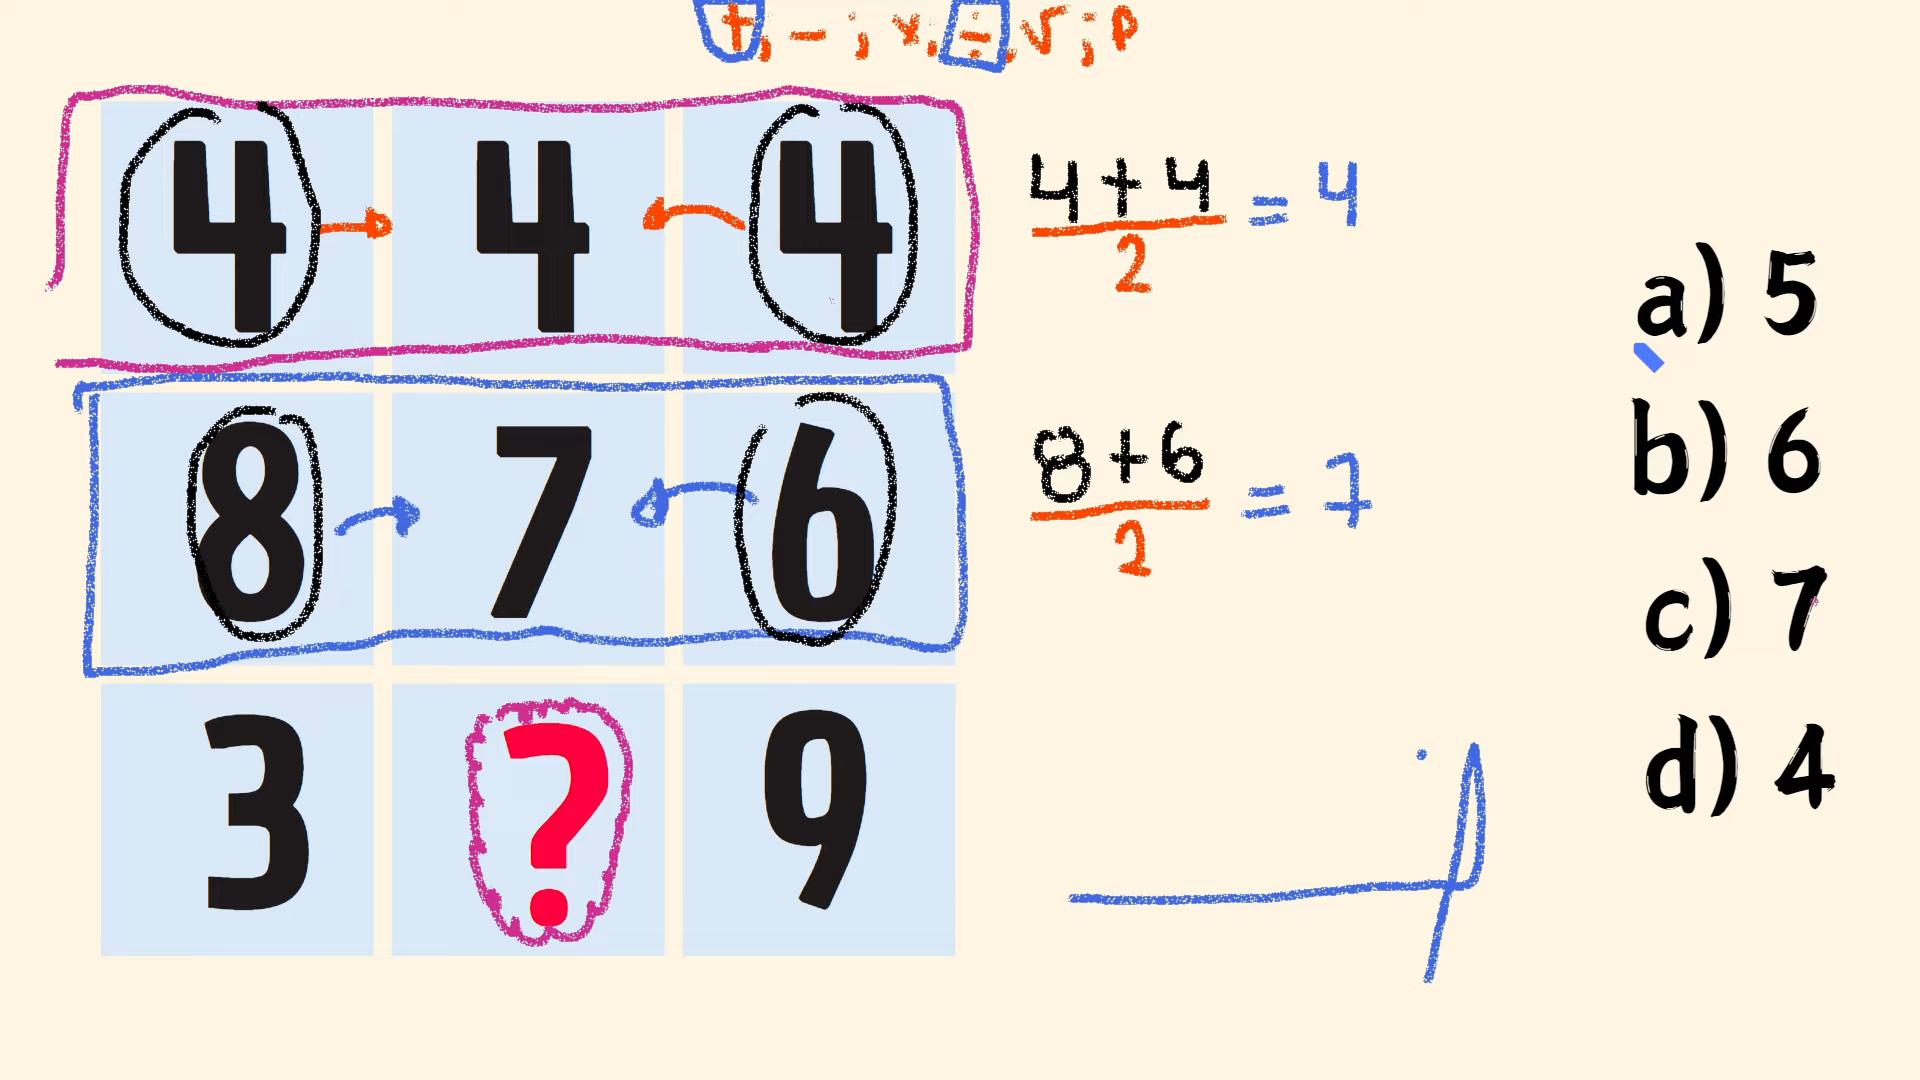 +, - ; x, ÷, √ ; p
4 4 4
8 7 6
3 ? 9
4 + 4
2
= 4
8 + 6
2
= 7
a) 5
b) 6
c) 7
d) 4